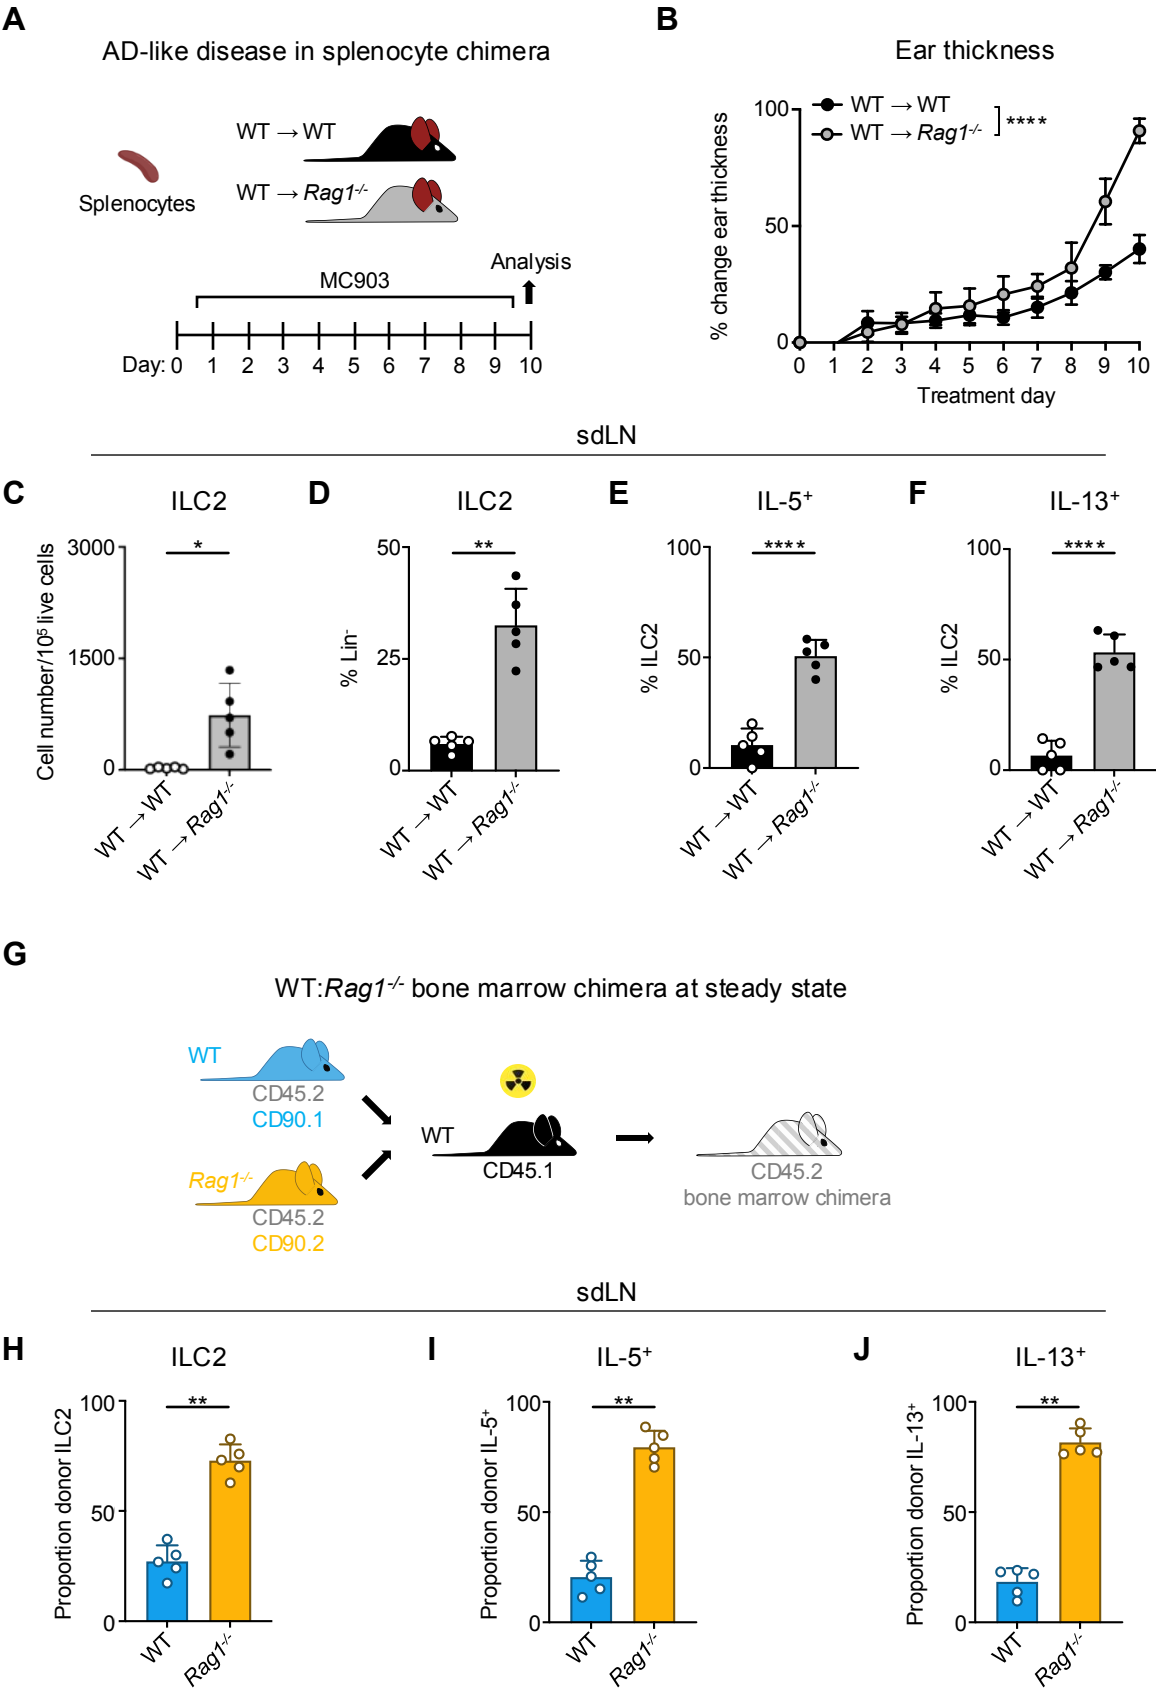 A
AD-like disease in splenocyte chimera
Splenocytes
WT → WT
WT → Rag1-/-
MC903
Analysis
Day: 0 1 2 3 4 5 6 7 8 9 10
B
Ear thickness
WT → WT
WT → Rag1-/-
****
% change ear thickness
100
50
0
0 1 2 3 4 5 6 7 8 9 10
Treatment day
sdLN
C
ILC2
*
Cell number/10⁵ live cells
3000
1500
0
WT → WT
WT → Rag1-/-
D
ILC2
**
% Lin-
50
25
0
WT → WT
WT → Rag1-/-
E
IL-5+
****
% ILC2
100
50
0
WT → WT
WT → Rag1-/-
F
IL-13+
****
% ILC2
100
50
0
WT → WT
WT → Rag1-/-
G
WT:Rag1-/- bone marrow chimera at steady state
WT
CD45.2
CD90.1
Rag1-/-
CD45.2
CD90.2
WT
CD45.1
CD45.2
bone marrow chimera
sdLN
H
ILC2
**
Proportion donor ILC2
100
50
0
WT
Rag1-/-
I
IL-5+
**
Proportion donor IL-5+
100
50
0
WT
Rag1-/-
J
IL-13+
**
Proportion donor IL-13+
100
50
0
WT
Rag1-/-